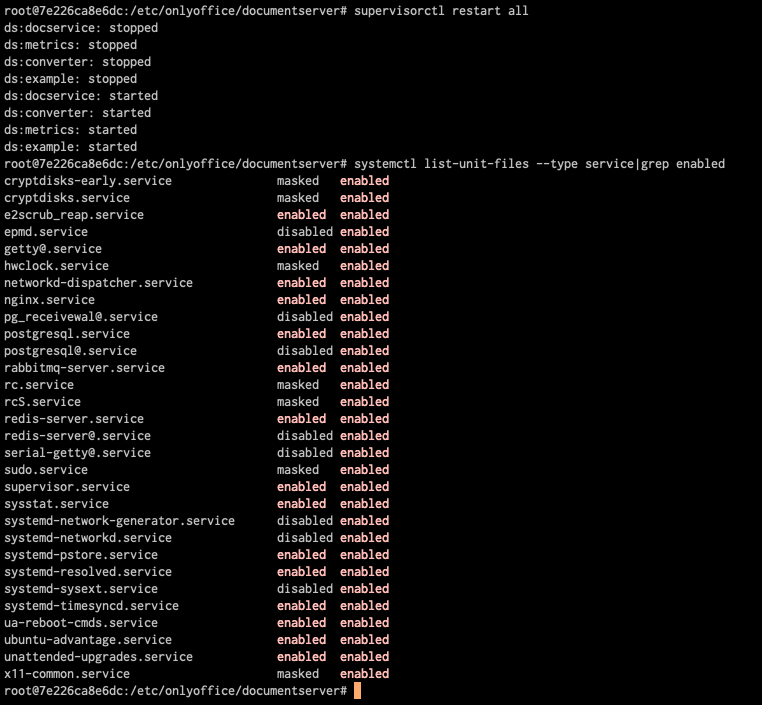 root@7e226ca8e6dc:/etc/onlyoffice/documentserver# supervisorctl restart all
ds:docservice: stopped
ds:metrics: stopped
ds:converter: stopped
ds:example: stopped
ds:docservice: started
ds:converter: started
ds:metrics: started
ds:example: started
root@7e226ca8e6dc:/etc/onlyoffice/documentserver# systemctl list-unit-files --type service|grep enabled
cryptdisks-early.service               masked   enabled
cryptdisks.service                     masked   enabled
e2scrub_reap.service                   enabled  enabled
epmd.service                           disabled enabled
getty@.service                         enabled  enabled
hwclock.service                        masked   enabled
networkd-dispatcher.service            enabled  enabled
nginx.service                          enabled  enabled
pg_receivewal@.service                 disabled enabled
postgresql.service                     enabled  enabled
postgresql@.service                    disabled enabled
rabbitmq-server.service                enabled  enabled
rc.service                             masked   enabled
rcS.service                            masked   enabled
redis-server.service                   enabled  enabled
redis-server@.service                  disabled enabled
serial-getty@.service                  disabled enabled
sudo.service                           masked   enabled
supervisor.service                     enabled  enabled
sysstat.service                        enabled  enabled
systemd-network-generator.service      disabled enabled
systemd-networkd.service               disabled enabled
systemd-pstore.service                 enabled  enabled
systemd-resolved.service               enabled  enabled
systemd-sysext.service                 disabled enabled
systemd-timesyncd.service              enabled  enabled
ua-reboot-cmds.service                 enabled  enabled
ubuntu-advantage.service               enabled  enabled
unattended-upgrades.service            enabled  enabled
x11-common.service                     masked   enabled
root@7e226ca8e6dc:/etc/onlyoffice/documentserver#